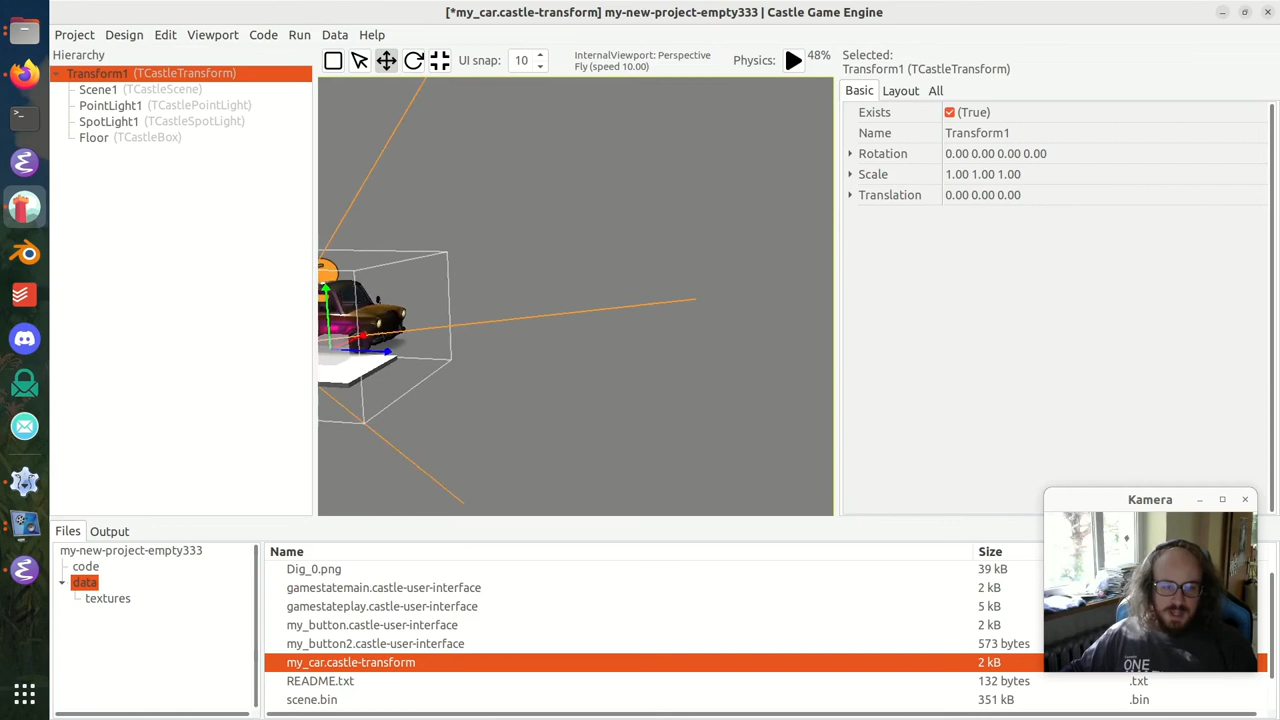 [*my_car.castle-transform] my-new-project-empty333 | Castle Game Engine
Project Design Edit Viewport Code Run Data Help
Hierarchy
Transform1 (TCastleTransform)
Scene1 (TCastleScene)
PointLight1 (TCastlePointLight)
SpotLight1 (TCastleSpotLight)
Floor (TCastleBox)
UI snap: 10
InternalViewport: Perspective
Fly (speed 10.00)
Physics: 48%
Selected:
Transform1 (TCastleTransform)
Basic Layout All
Exists (True)
Name Transform1
Rotation 0.00 0.00 0.00 0.00
Scale 1.00 1.00 1.00
Translation 0.00 0.00 0.00
Files Output
my-new-project-empty333
code
data
textures
Name Size
Dig_0.png 39 kB
gamestatemain.castle-user-interface 2 kB
gamestateplay.castle-user-interface 5 kB
my_button.castle-user-interface 2 kB
my_button2.castle-user-interface 573 bytes
my_car.castle-transform 2 kB
README.txt 132 bytes .txt
scene.bin 351 kB .bin
Kamera
ONE